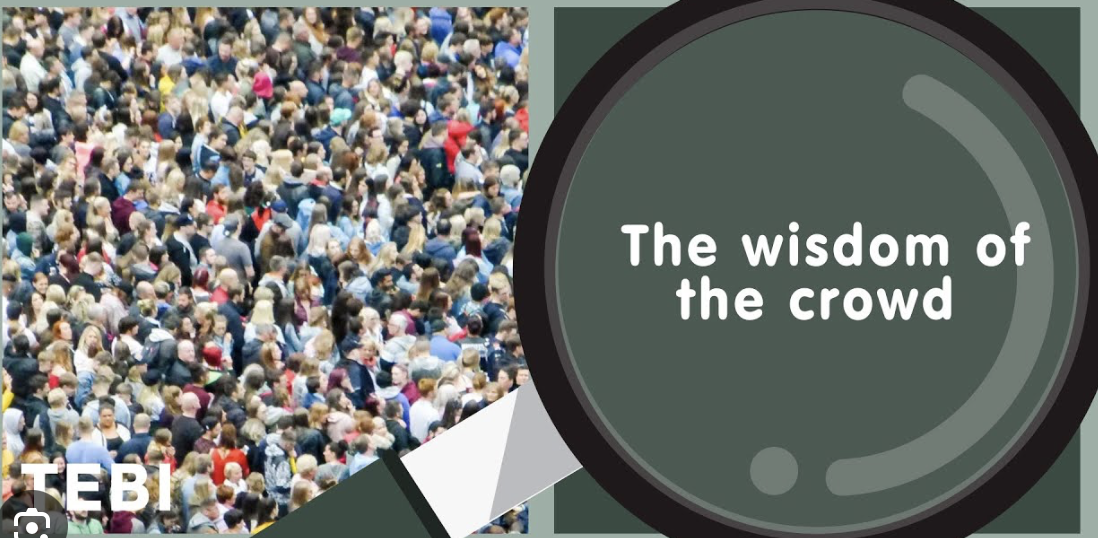 The wisdom of
the crowd
TEBI